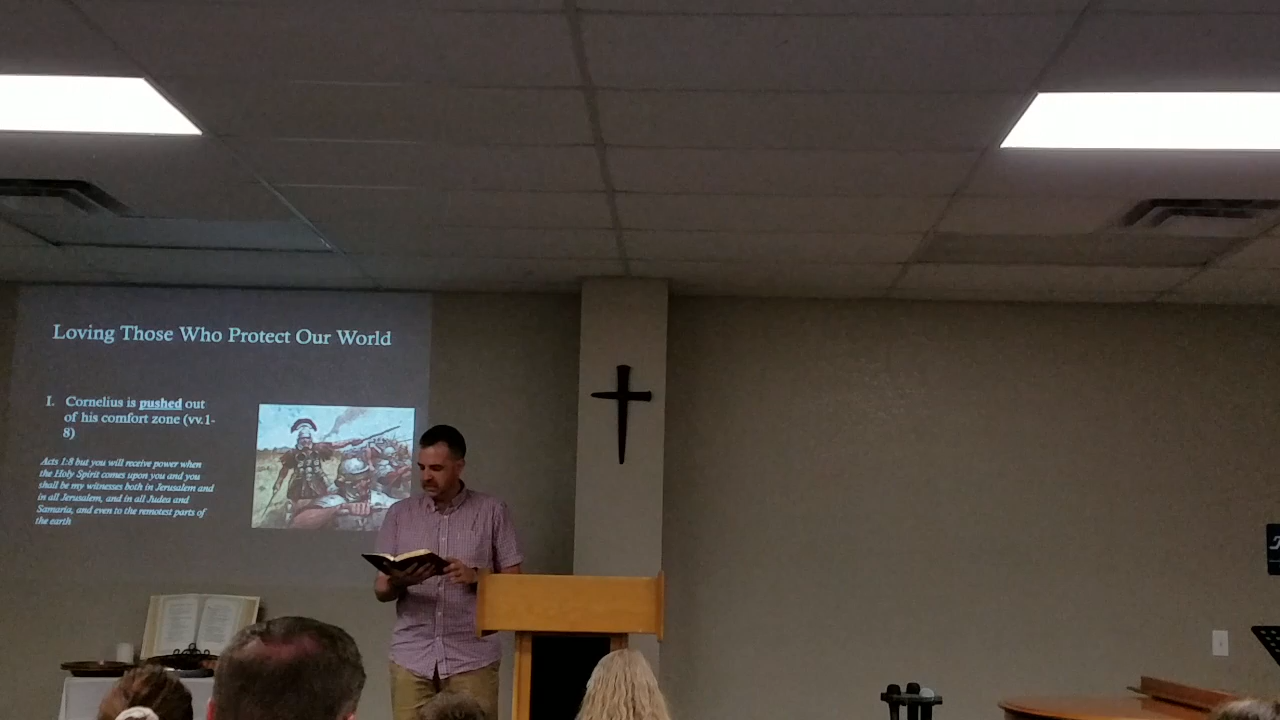 Loving Those Who Protect Our World
I. Cornelius is pushed out
of his comfort zone (vv.1-
8)
Acts 1:8 but you will receive power when
the Holy Spirit comes upon you and you
shall be my witnesses both in Jerusalem and
in all Jerusalem, and in all Judea and
Samaria, and even to the remotest parts of
the earth